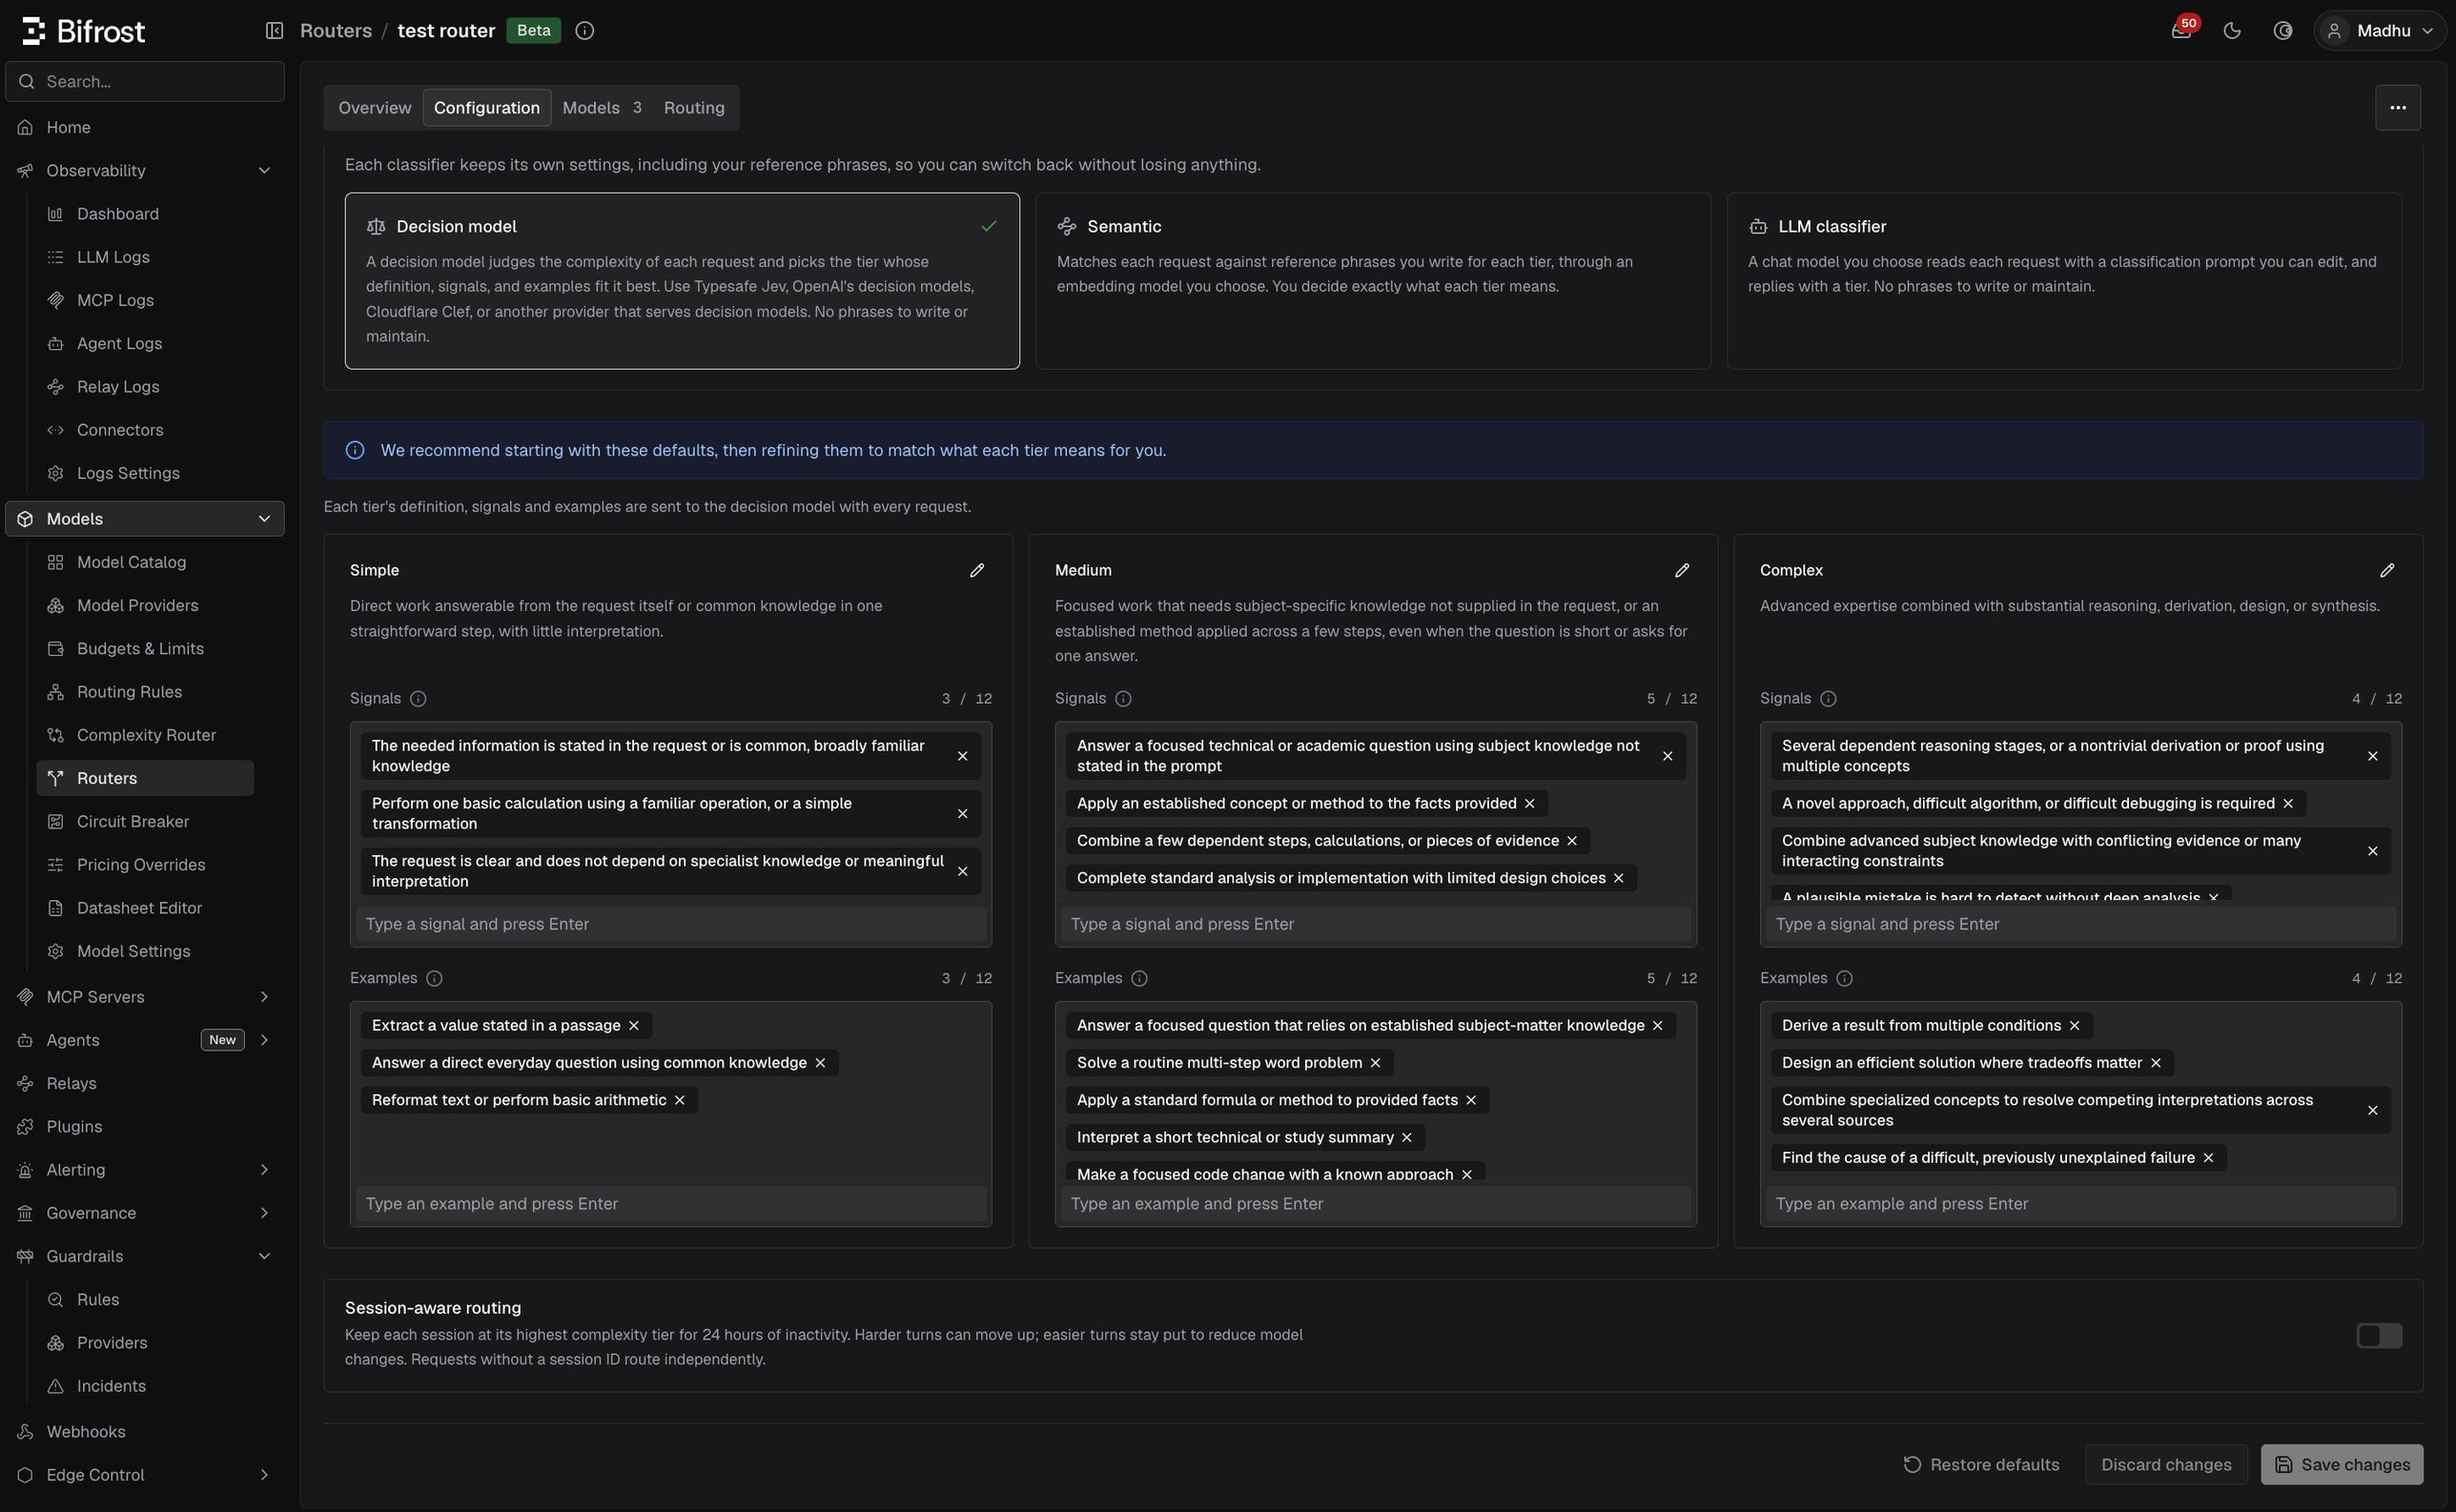 Bifrost
Routers / test router Beta
50
Madhu
Search...
Home
Observability
Dashboard
LLM Logs
MCP Logs
Agent Logs
Relay Logs
Connectors
Logs Settings
Models
Model Catalog
Model Providers
Budgets & Limits
Routing Rules
Complexity Router
Routers
Circuit Breaker
Pricing Overrides
Datasheet Editor
Model Settings
MCP Servers
Agents New
Relays
Plugins
Alerting
Governance
Guardrails
Rules
Providers
Incidents
Webhooks
Edge Control
Overview Configuration Models 3 Routing
Each classifier keeps its own settings, including your reference phrases, so you can switch back without losing anything.
Decision model
A decision model judges the complexity of each request and picks the tier whose
definition, signals, and examples fit it best. Use Typesafe Jev, OpenAI's decision models,
Cloudflare Clef, or another provider that serves decision models. No phrases to write or
maintain.
Semantic
Matches each request against reference phrases you write for each tier, through an
embedding model you choose. You decide exactly what each tier means.
LLM classifier
A chat model you choose reads each request with a classification prompt you can edit, and
replies with a tier. No phrases to write or maintain.
We recommend starting with these defaults, then refining them to match what each tier means for you.
Each tier's definition, signals and examples are sent to the decision model with every request.
Simple
Direct work answerable from the request itself or common knowledge in one
straightforward step, with little interpretation.
Signals 3 / 12
The needed information is stated in the request or is common, broadly familiar
knowledge
Perform one basic calculation using a familiar operation, or a simple
transformation
The request is clear and does not depend on specialist knowledge or meaningful
interpretation
Type a signal and press Enter
Examples 3 / 12
Extract a value stated in a passage
Answer a direct everyday question using common knowledge
Reformat text or perform basic arithmetic
Type an example and press Enter
Medium
Focused work that needs subject-specific knowledge not supplied in the request, or an
established method applied across a few steps, even when the question is short or asks for
one answer.
Signals 5 / 12
Answer a focused technical or academic question using subject knowledge not
stated in the prompt
Apply an established concept or method to the facts provided
Combine a few dependent steps, calculations, or pieces of evidence
Complete standard analysis or implementation with limited design choices
Type a signal and press Enter
Examples 5 / 12
Answer a focused question that relies on established subject-matter knowledge
Solve a routine multi-step word problem
Apply a standard formula or method to provided facts
Interpret a short technical or study summary
Make a focused code change with a known approach
Type an example and press Enter
Complex
Advanced expertise combined with substantial reasoning, derivation, design, or synthesis.
Signals 4 / 12
Several dependent reasoning stages, or a nontrivial derivation or proof using
multiple concepts
A novel approach, difficult algorithm, or difficult debugging is required
Combine advanced subject knowledge with conflicting evidence or many
interacting constraints
A plausible mistake is hard to detect without deep analysis
Type a signal and press Enter
Examples 4 / 12
Derive a result from multiple conditions
Design an efficient solution where tradeoffs matter
Combine specialized concepts to resolve competing interpretations across
several sources
Find the cause of a difficult, previously unexplained failure
Type an example and press Enter
Session-aware routing
Keep each session at its highest complexity tier for 24 hours of inactivity. Harder turns can move up; easier turns stay put to reduce model
changes. Requests without a session ID route independently.
Restore defaults
Discard changes
Save changes